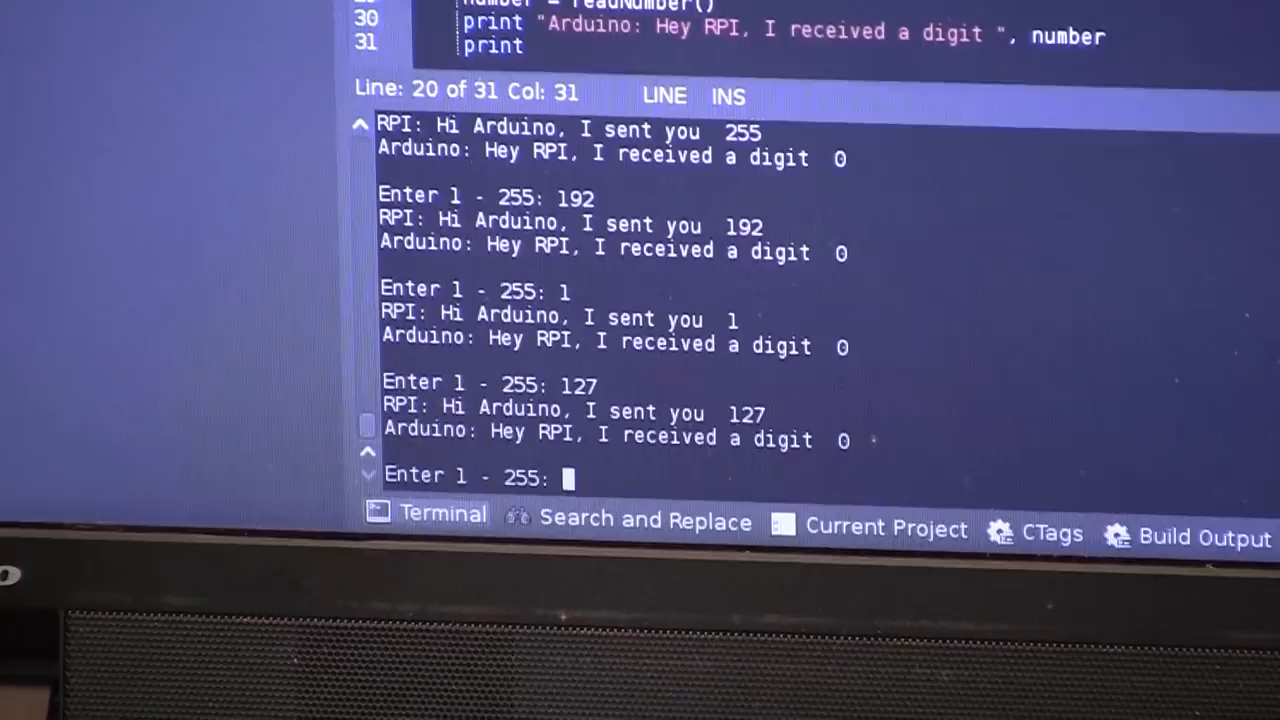 number = readNumber()
30 print "Arduino: Hey RPI, I received a digit ", number
31 print
Line: 20 of 31 Col: 31 LINE INS
RPI: Hi Arduino, I sent you 255
Arduino: Hey RPI, I received a digit 0
Enter 1 - 255: 192
RPI: Hi Arduino, I sent you 192
Arduino: Hey RPI, I received a digit 0
Enter 1 - 255: 1
RPI: Hi Arduino, I sent you 1
Arduino: Hey RPI, I received a digit 0
Enter 1 - 255: 127
RPI: Hi Arduino, I sent you 127
Arduino: Hey RPI, I received a digit 0
Enter 1 - 255:
Terminal Search and Replace Current Project CTags Build Output